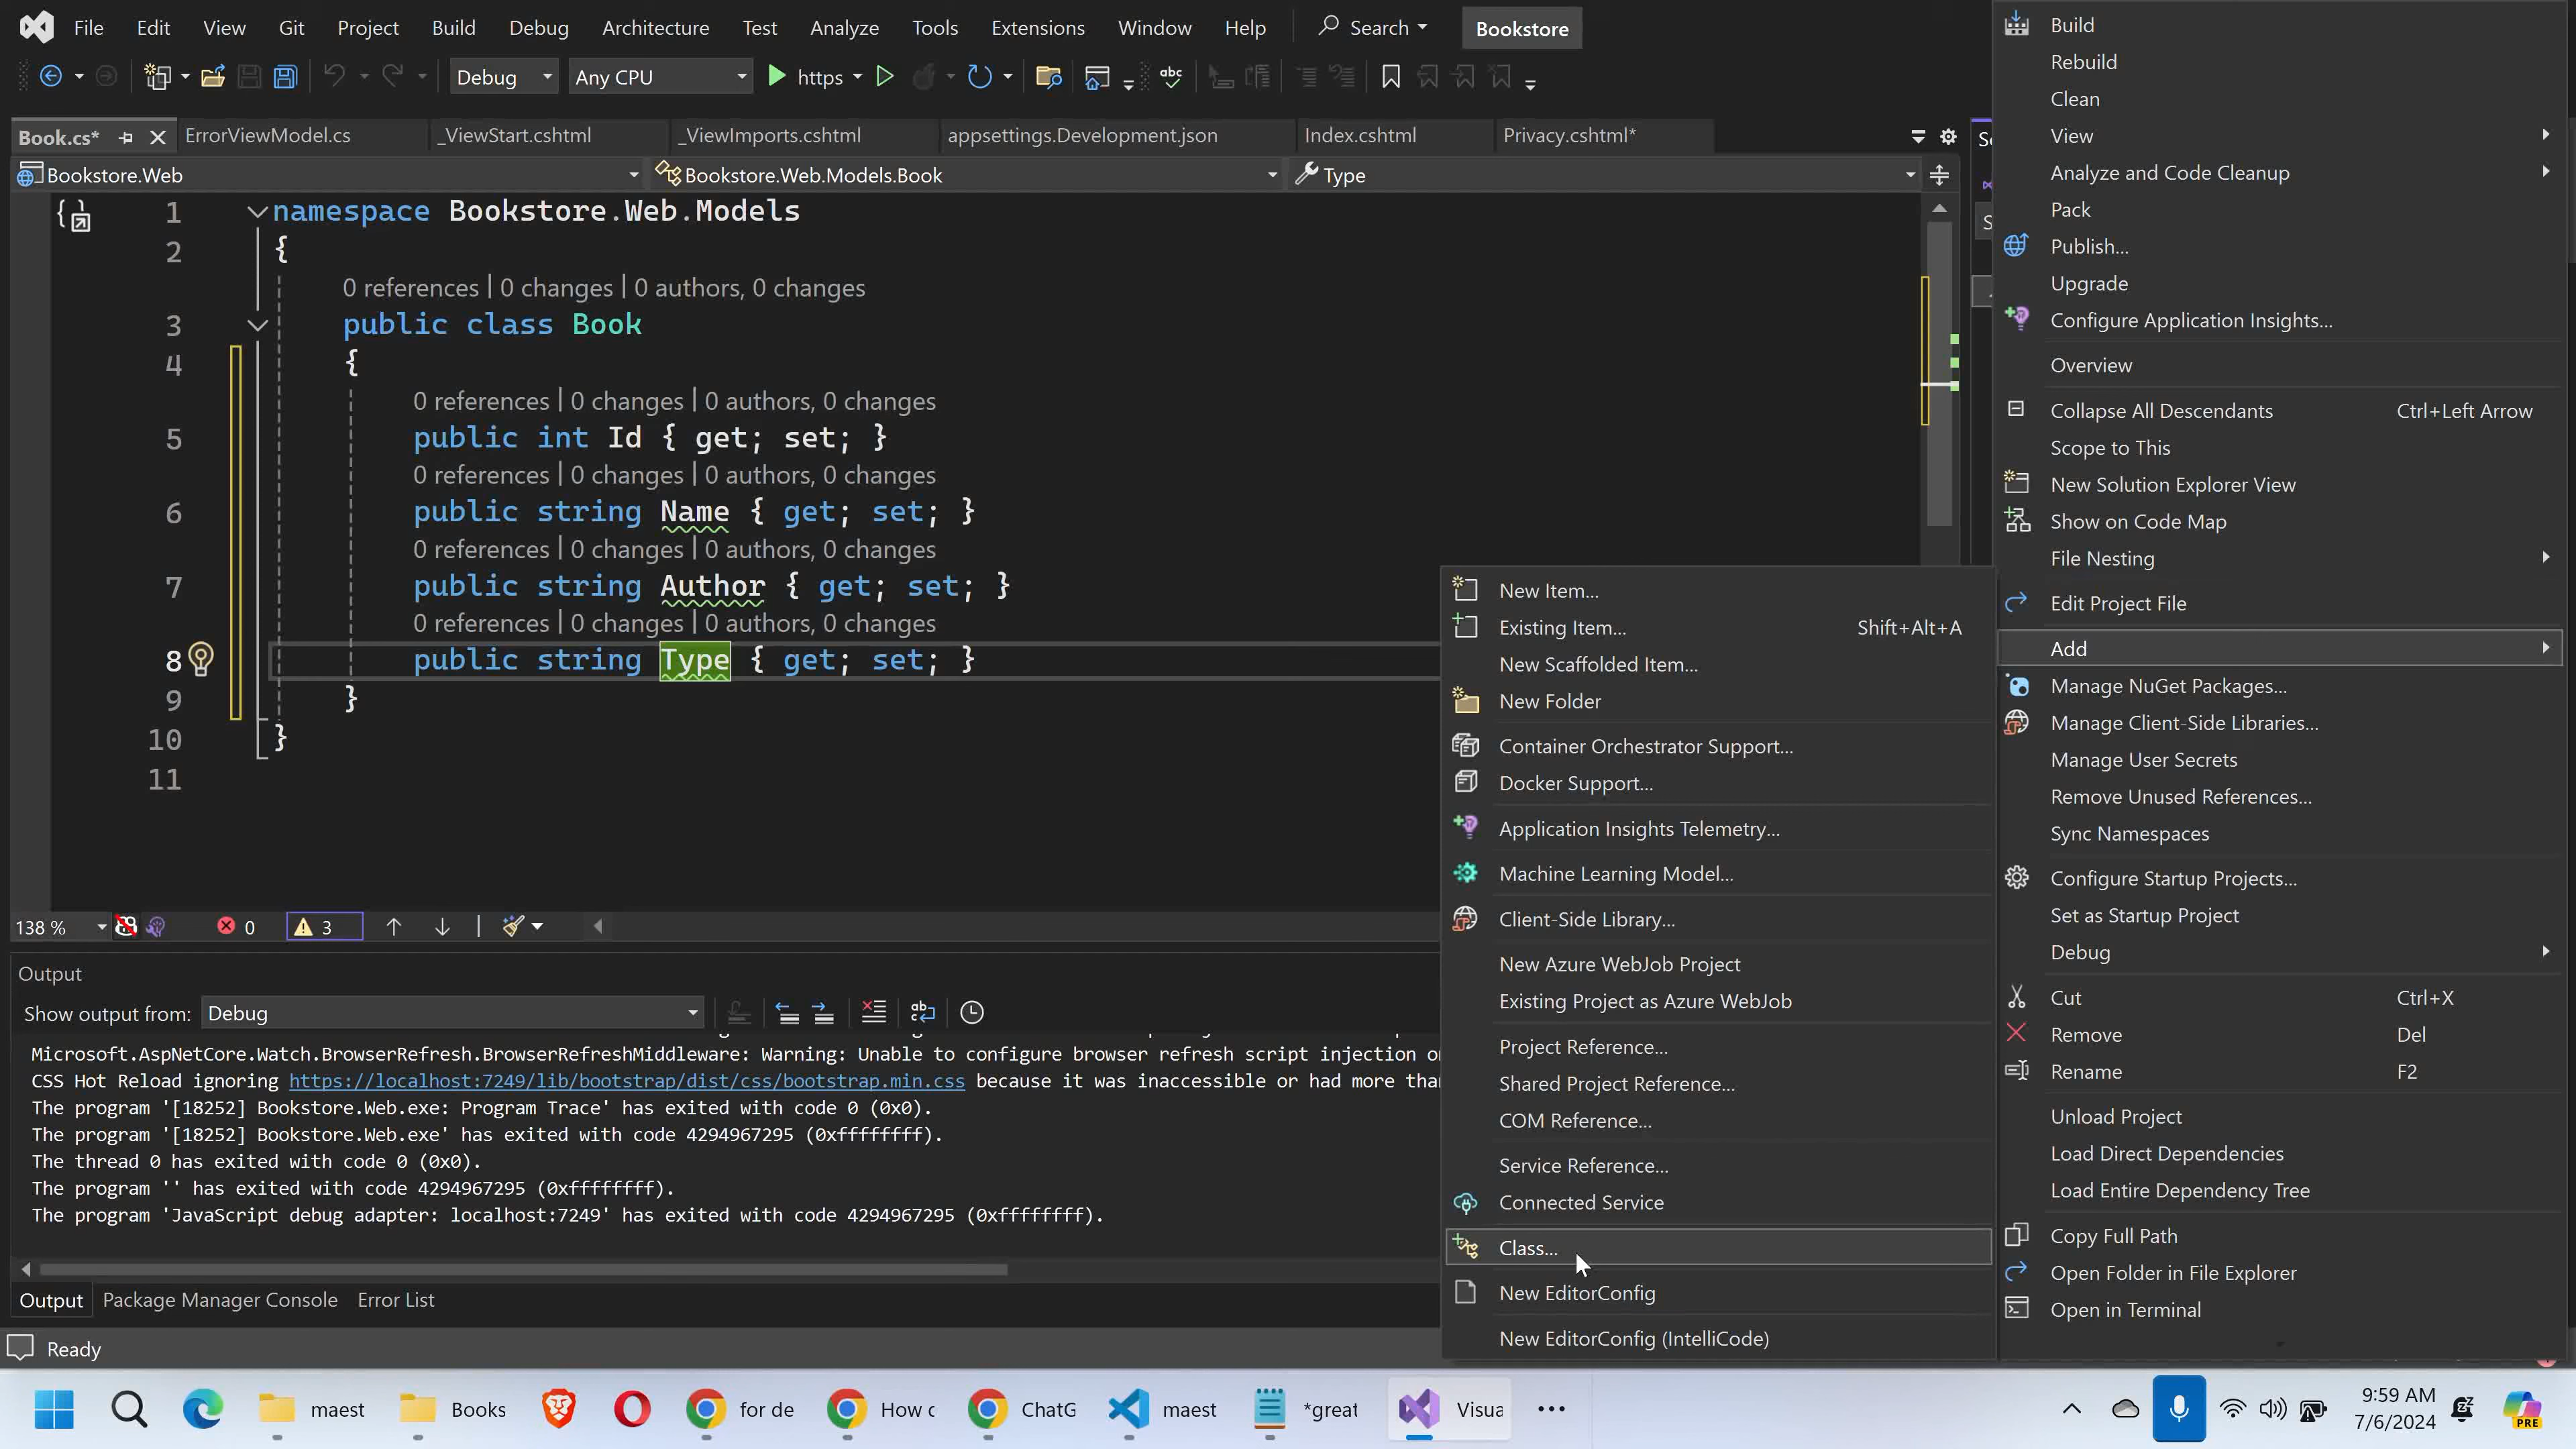 File Edit View Git Project Build Debug Architecture Test Analyze Tools Extensions Window Help Search Bookstore
Debug Any CPU https
Book.cs* ErrorViewModel.cs _ViewStart.cshtml _ViewImports.cshtml appsettings.Development.json Index.cshtml Privacy.cshtml*
Bookstore.Web Bookstore.Web.Models.Book Type
1 namespace Bookstore.Web.Models
2 {
0 references | 0 changes | 0 authors, 0 changes
3 public class Book
4 {
0 references | 0 changes | 0 authors, 0 changes
5 public int Id { get; set; }
0 references | 0 changes | 0 authors, 0 changes
6 public string Name { get; set; }
0 references | 0 changes | 0 authors, 0 changes
7 public string Author { get; set; }
0 references | 0 changes | 0 authors, 0 changes
8 public string Type { get; set; }
9 }
10 }
11
138 % 0 3
Output
Show output from: Debug
Microsoft.AspNetCore.Watch.BrowserRefresh.BrowserRefreshMiddleware: Warning: Unable to configure browser refresh script injection
CSS Hot Reload ignoring https://localhost:7249/lib/bootstrap/dist/css/bootstrap.min.css because it was inaccessible or had more
The program '[18252] Bookstore.Web.exe: Program Trace' has exited with code 0 (0x0).
The program '[18252] Bookstore.Web.exe' has exited with code 4294967295 (0xffffffff).
The thread 0 has exited with code 0 (0x0).
The program '' has exited with code 4294967295 (0xffffffff).
The program 'JavaScript debug adapter: localhost:7249' has exited with code 4294967295 (0xffffffff).
Output Package Manager Console Error List
Ready
New Item...
Existing Item... Shift+Alt+A
New Scaffolded Item...
New Folder
Container Orchestrator Support...
Docker Support...
Application Insights Telemetry...
Machine Learning Model...
Client-Side Library...
New Azure WebJob Project
Existing Project as Azure WebJob
Project Reference...
Shared Project Reference...
COM Reference...
Service Reference...
Connected Service
Class...
New EditorConfig
New EditorConfig (IntelliCode)
Build
Rebuild
Clean
View
Analyze and Code Cleanup
Pack
Publish...
Upgrade
Configure Application Insights...
Overview
Collapse All Descendants Ctrl+Left Arrow
Scope to This
New Solution Explorer View
Show on Code Map
File Nesting
Edit Project File
Add
Manage NuGet Packages...
Manage Client-Side Libraries...
Manage User Secrets
Remove Unused References...
Sync Namespaces
Configure Startup Projects...
Set as Startup Project
Debug
Cut Ctrl+X
Remove Del
Rename F2
Unload Project
Load Direct Dependencies
Load Entire Dependency Tree
Copy Full Path
Open Folder in File Explorer
Open in Terminal
maest Books for de How c ChatG maest *great Visua
9:59 AM
7/6/2024
PRE